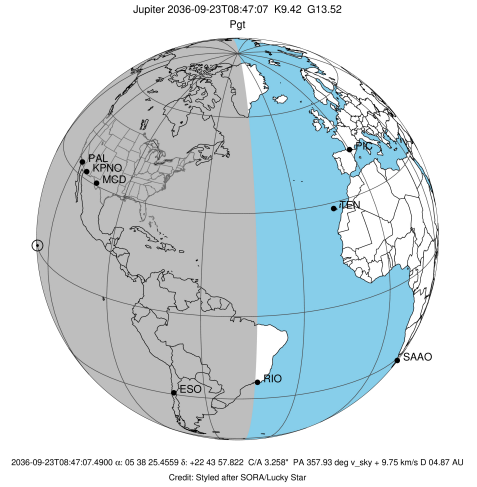 Jupiter 2036-09-23T08:47:07 K9.42 G13.52
Pgt
PIC
PAL
KPNO
MCD
iTEN
SAAO
RIO
ESO
2036-09-23T08:47:07.4900 α: 05 38 25.4559 δ: +22 43 57.822 C/A 3.258" PA 357.93 deg v_sky + 9.75 km/s D 04.87 AU
Credit: Styled after SORA/Lucky Star